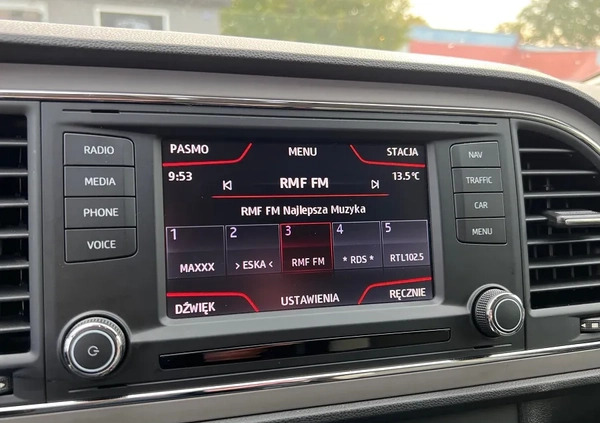 RADIO
MEDIA
PHONE
VOICE
PASMO MENU STACJA
9:53 RMF FM 13.5°C
RMF FM Najlepsza Muzyka
1 2 3 4 5
MAXXX > ESKA < RMF FM * RDS * RTL102.5
DŹWIĘK USTAWIENIA RĘCZNIE
NAV
TRAFFIC
CAR
MENU